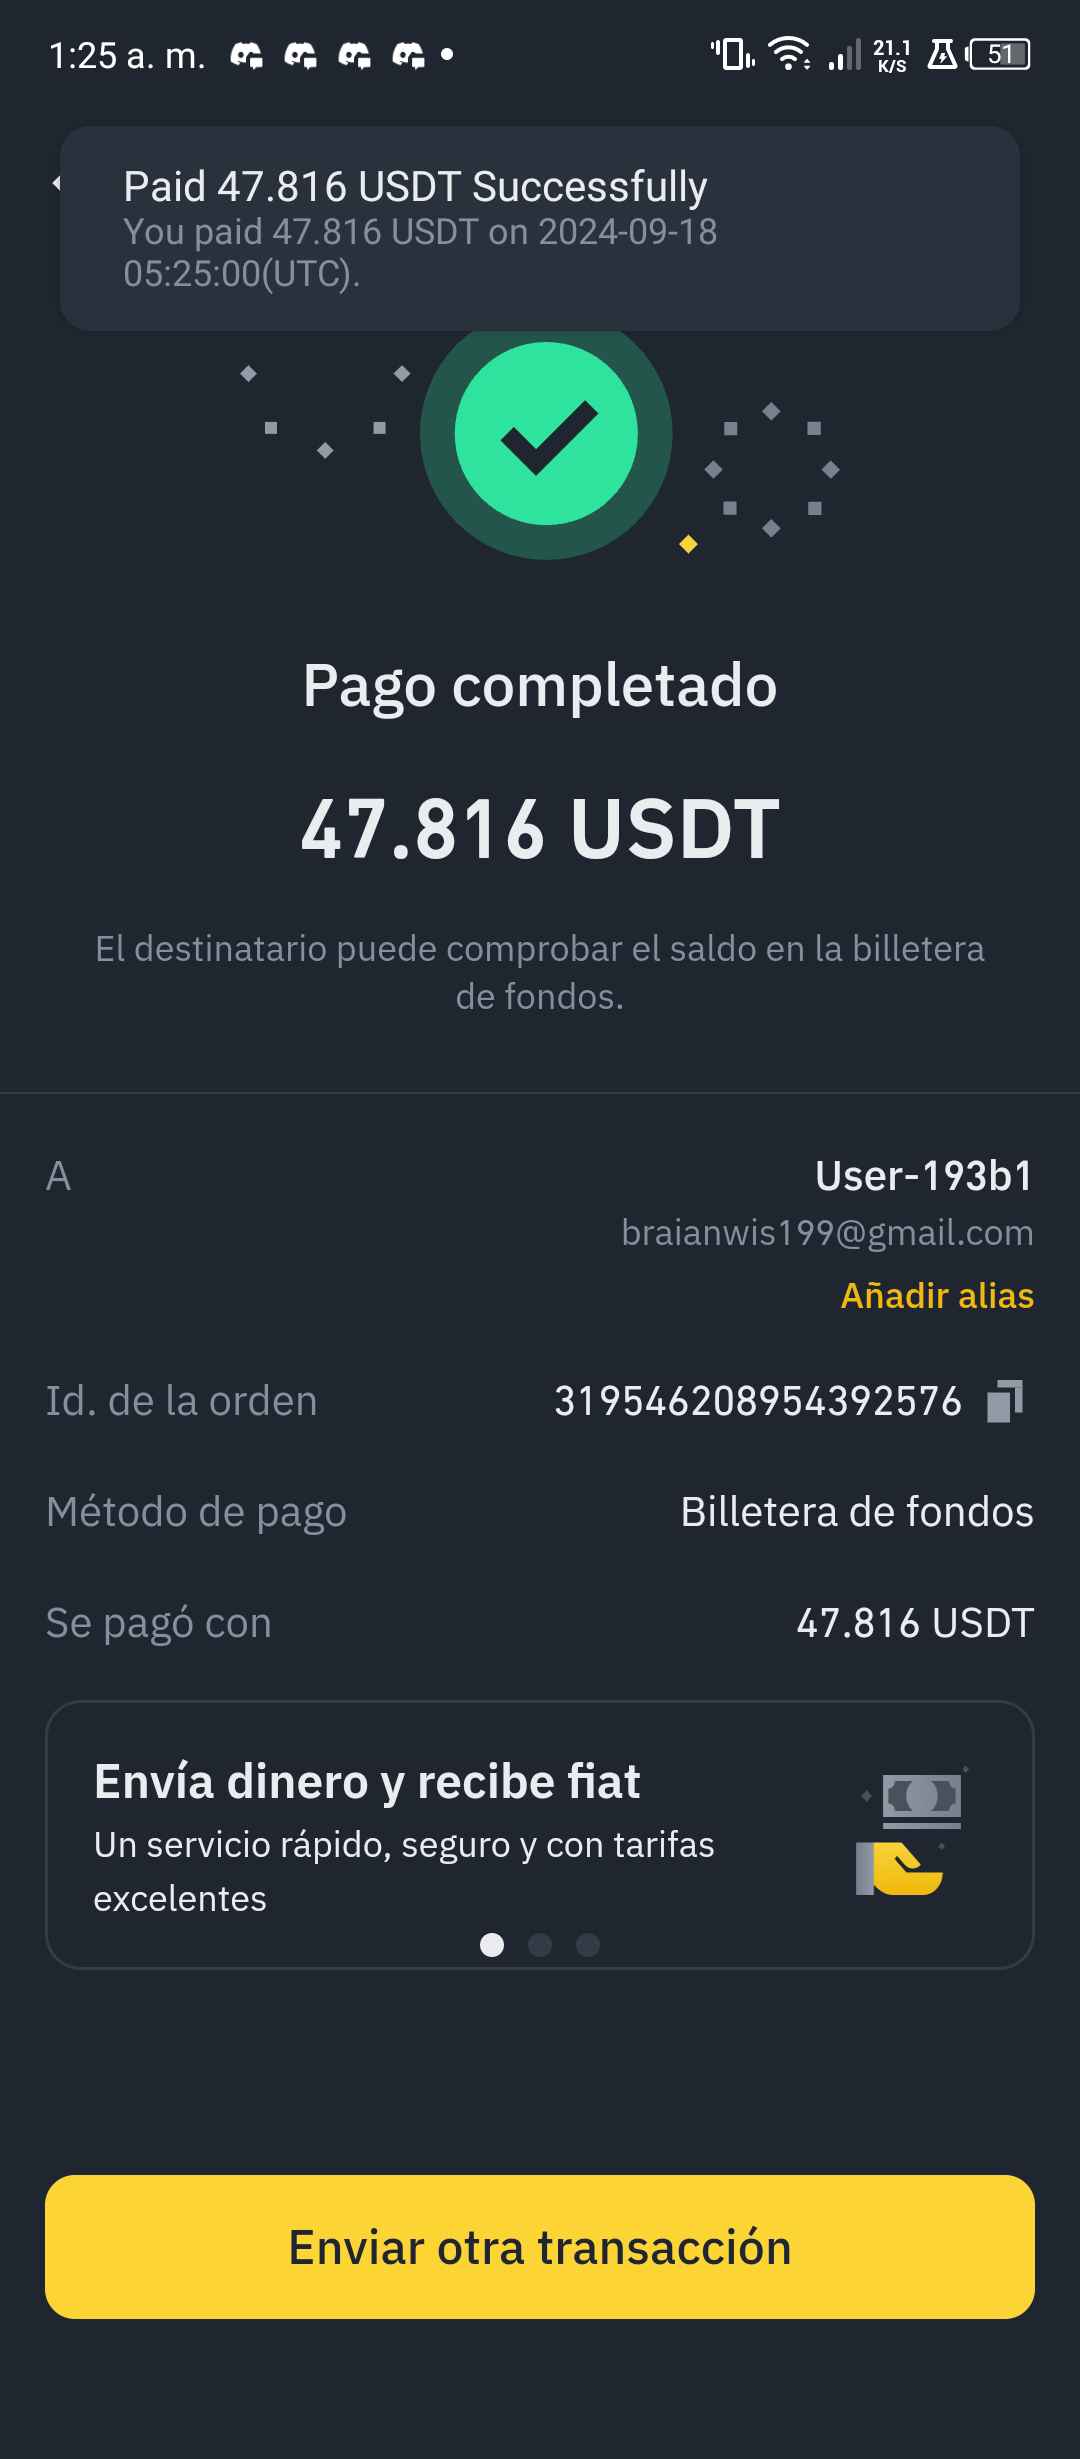 1:25 a. m.
21.1
K/S
51
Paid 47.816 USDT Successfully
You paid 47.816 USDT on 2024-09-18
05:25:00(UTC).
Pago completado
47.816 USDT
El destinatario puede comprobar el saldo en la billetera
de fondos.
A
User-193b1
braianwis199@gmail.com
Añadir alias
Id. de la orden 319546208954392576
Método de pago Billetera de fondos
Se pagó con 47.816 USDT
Envía dinero y recibe fiat
Un servicio rápido, seguro y con tarifas
excelentes
Enviar otra transacción